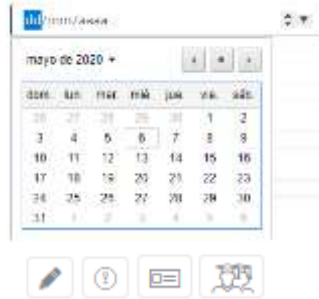 dd/mm/aaaa
mayo de 2020
dom. lun. mar. mié. jue. vie. sáb.
26 27 28 29 30 1 2
3 4 5 6 7 8 9
10 11 12 13 14 15 16
17 18 19 20 21 22 23
24 25 26 27 28 29 30
31 1 2 3 4 5 6